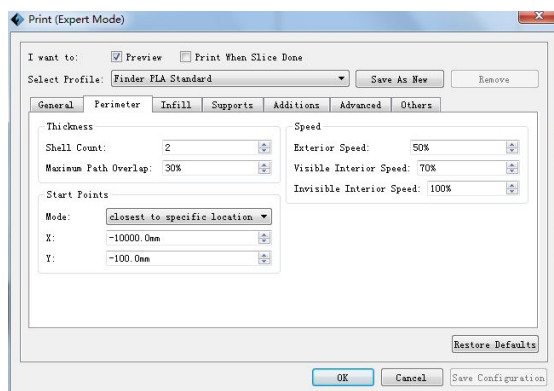 Print (Expert Mode)
I want to: Preview Print When Slice Done
Select Profile: Finder PLA Standard Save As New Remove
General Perimeter Infill Supports Additions Advanced Others
Thickness
Shell Count: 2
Maximum Path Overlap: 30%
Start Points
Mode: closest to specific location
X: -10000.0mm
Y: -100.0mm
Speed
Exterior Speed: 50%
Visible Interior Speed: 70%
Invisible Interior Speed: 100%
Restore Defaults
OK Cancel Save Configuration